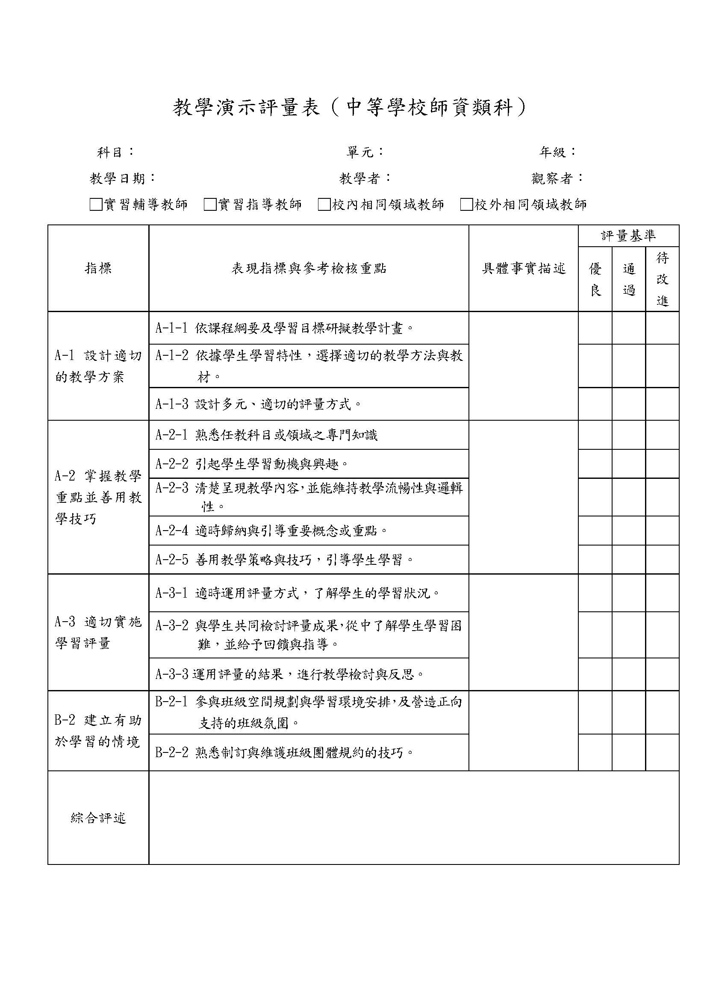 教學演示評量表（中等學校師資類科）
科目： 單元： 年級：
教學日期： 教學者： 觀察者：
□實習輔導教師 □實習指導教師 □校內相同領域教師 □校外相同領域教師
指標 表現指標與參考檢核重點 具體事實描述 評量基準
優良 通過 待改進
A-1 設計適切
的教學方案
A-1-1 依課程綱要及學習目標研擬教學計畫。
A-1-2 依據學生學習特性，選擇適切的教學方法與教
材。
A-1-3 設計多元、適切的評量方式。
A-2 掌握教學
重點並善用教
學技巧
A-2-1 熟悉任教科目或領域之專門知識
A-2-2 引起學生學習動機與興趣。
A-2-3 清楚呈現教學內容，並能維持教學流暢性與邏輯
性。
A-2-4 適時歸納與引導重要概念或重點。
A-2-5 善用教學策略與技巧，引導學生學習。
A-3 適切實施
學習評量
A-3-1 適時運用評量方式，了解學生的學習狀況。
A-3-2 與學生共同檢討評量成果，從中了解學生學習困
難，並給予回饋與指導。
A-3-3 運用評量的結果，進行教學檢討與反思。
B-2 建立有助
於學習的情境
B-2-1 參與班級空間規劃與學習環境安排，及營造正向
支持的班級氛圍。
B-2-2 熟悉制訂與維護班級團體規約的技巧。
綜合評述